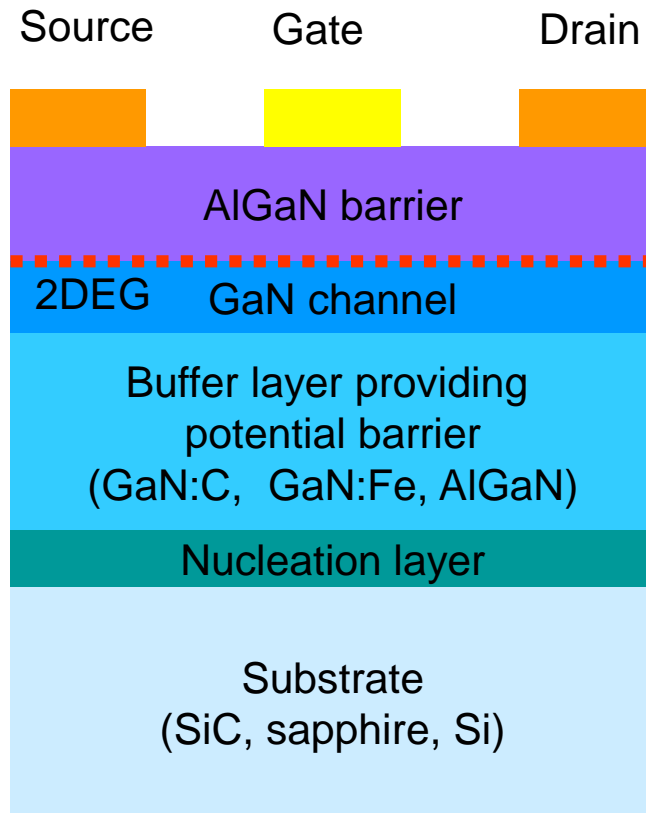 Source Gate Drain
AlGaN barrier
2DEG GaN channel
Buffer layer providing
potential barrier
(GaN:C, GaN:Fe, AlGaN)
Nucleation layer
Substrate
(SiC, sapphire, Si)